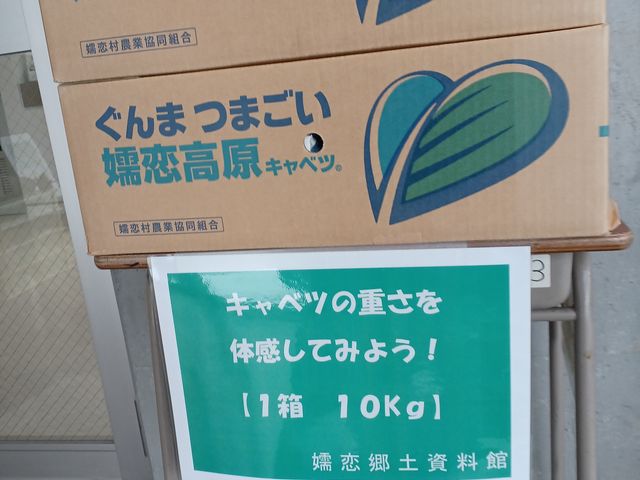 嬬恋村農業協同組合
ぐんま つまごい
嬬恋高原キャベツ®
嬬恋村農業協同組合
3
キャベツの重さを
体感してみよう！
【1箱　10Kg】
嬬恋郷土資料館